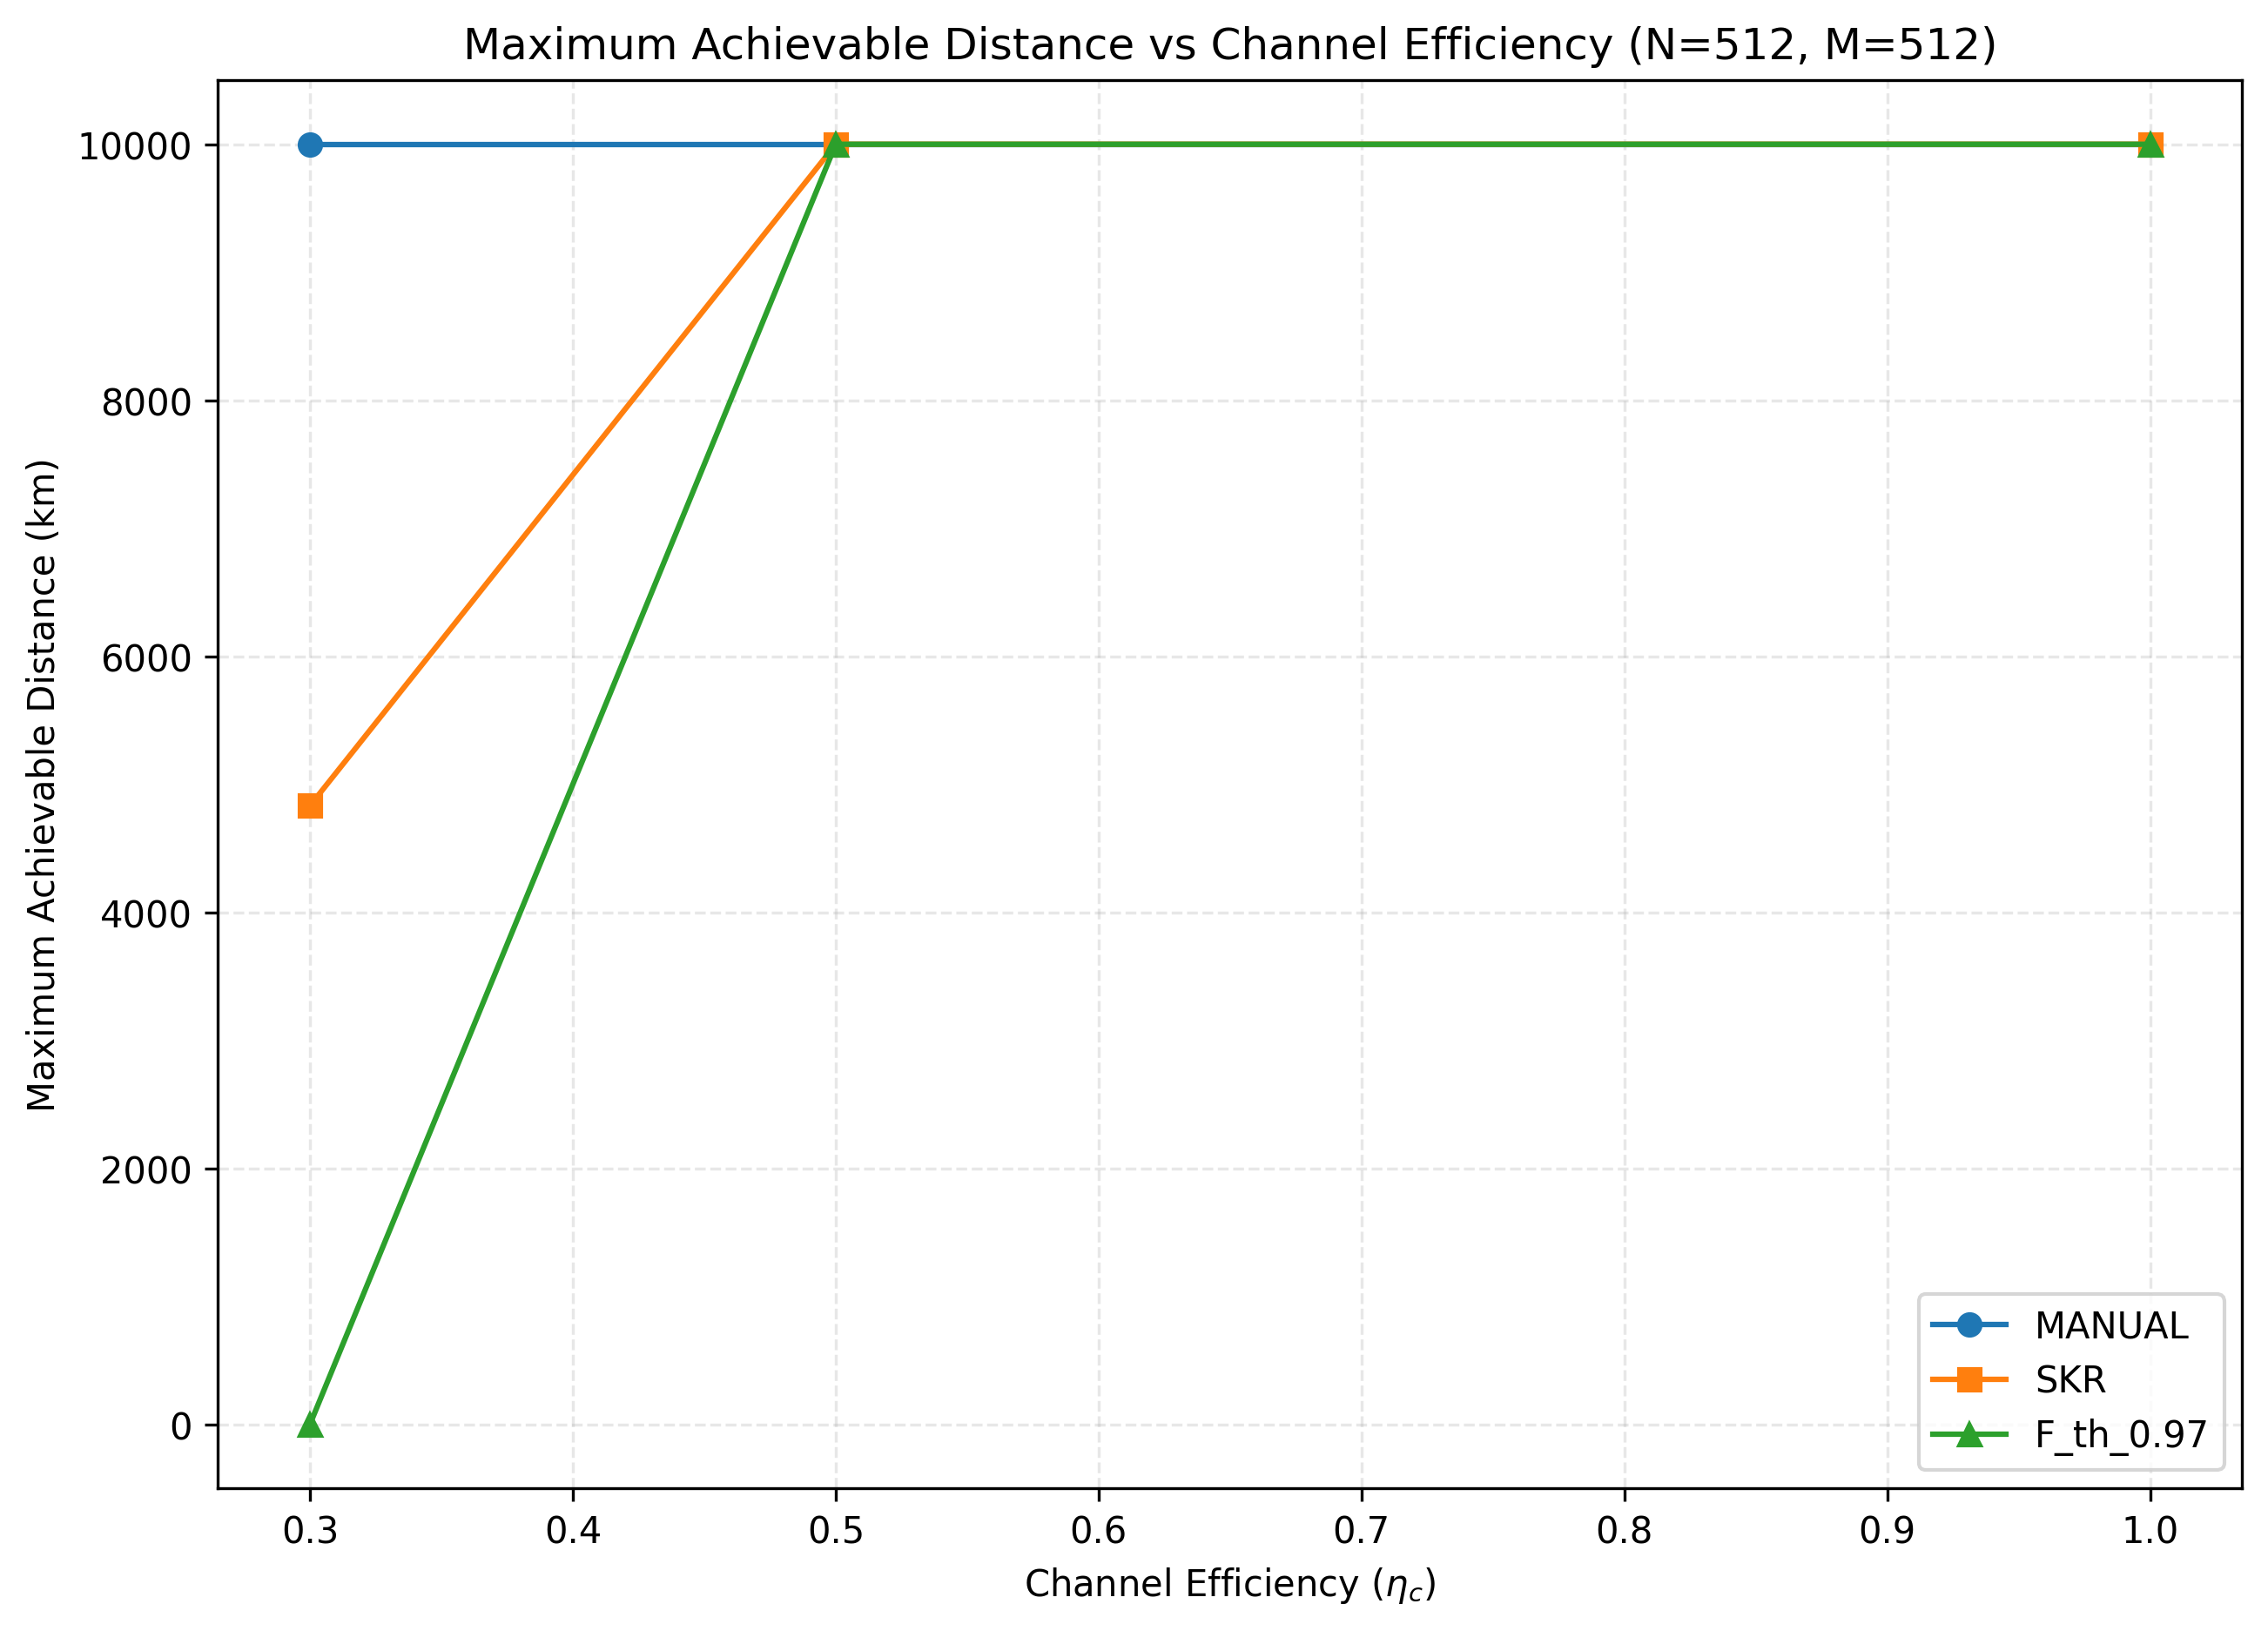 Maximum Achievable Distance vs Channel Efficiency (N=512, M=512)
Maximum Achievable Distance (km)
10000
8000
6000
4000
2000
0
0.3 0.4 0.5 0.6 0.7 0.8 0.9 1.0
Channel Efficiency (η_c)
MANUAL
SKR
F_th_0.97